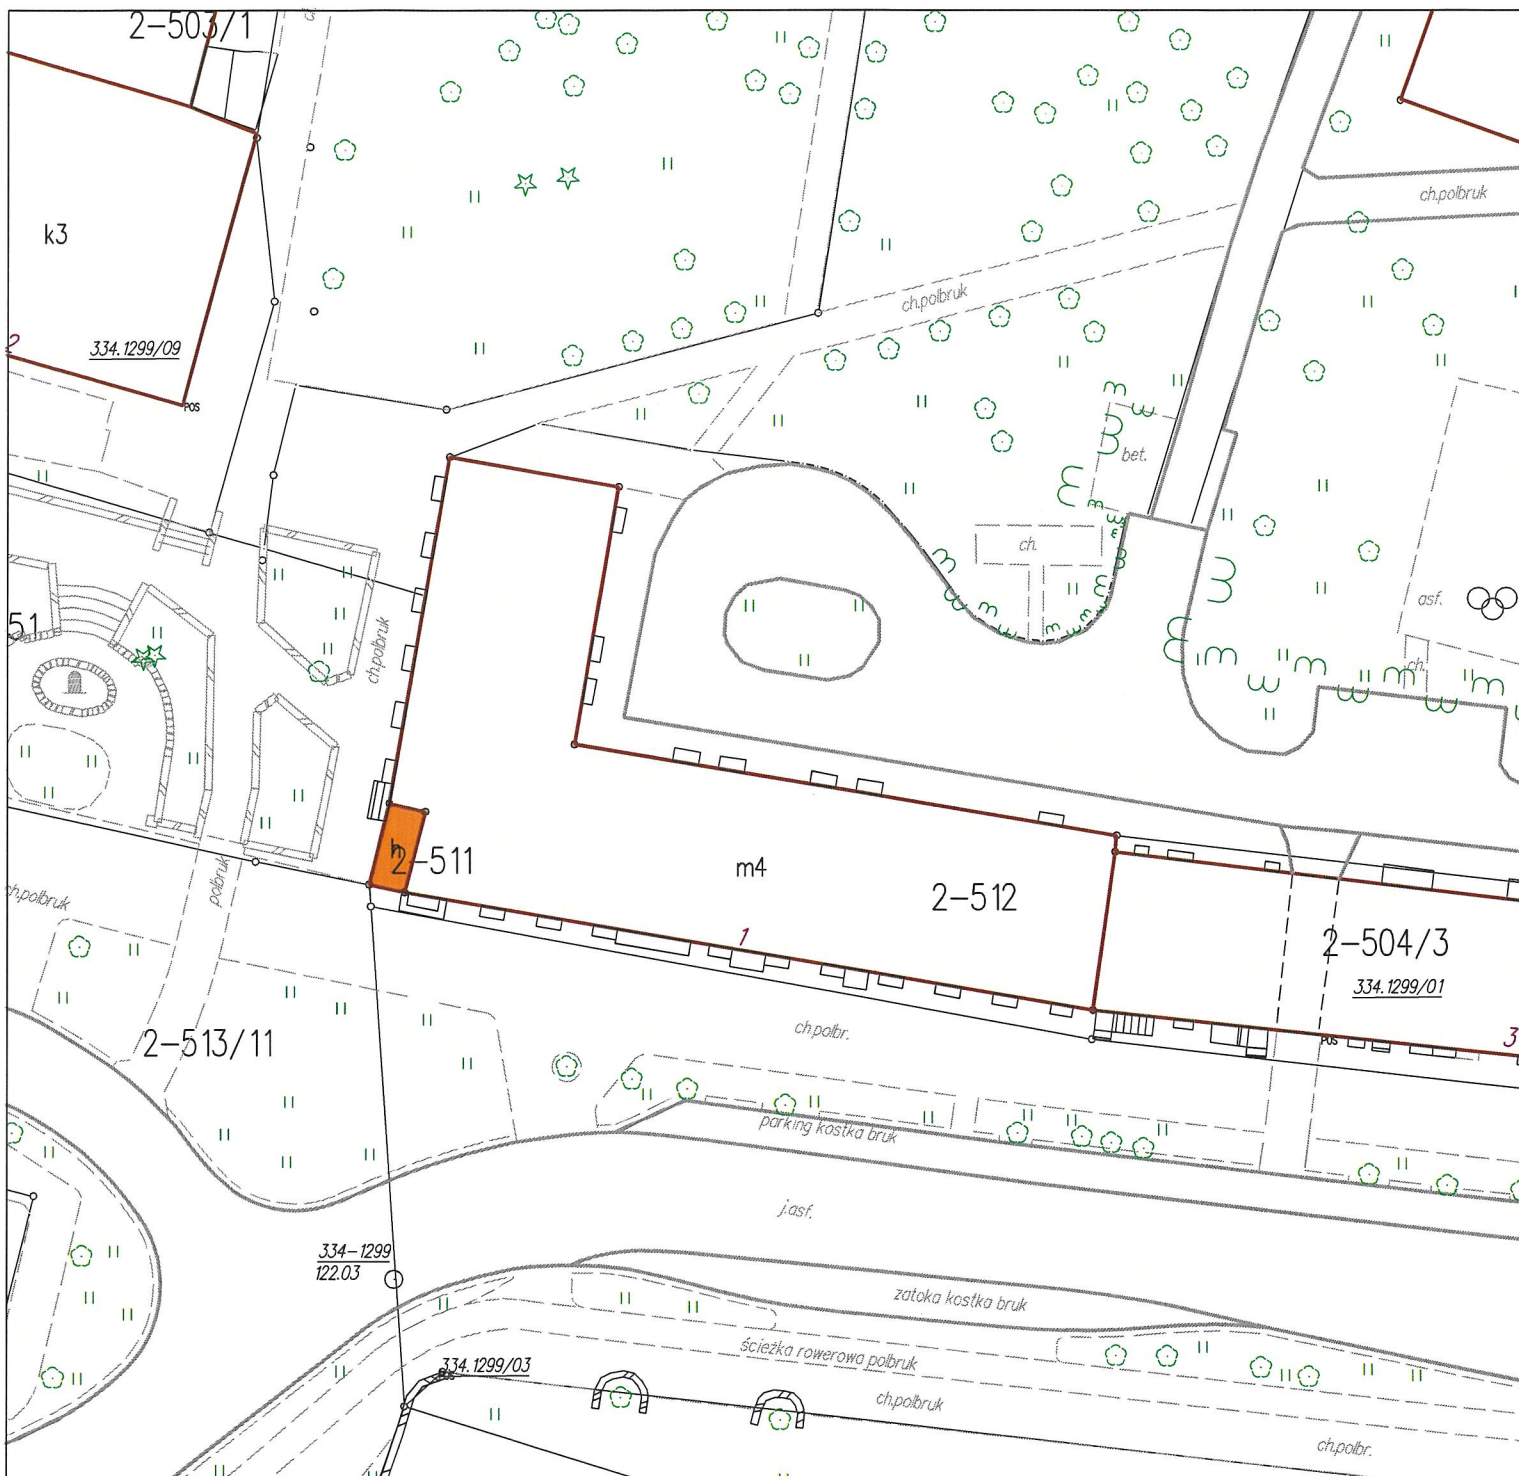 2-503/1
k3
2
334.1299/09
POS
ch.polbruk
ch.polbruk
bet.
ch.
asf.
ch.
51
ch.polbruk
h
2-511
m4
2-512
1
2-504/3
334.1299/01
3
POS
ch.polbruk
polbruk
2-513/11
ch.polbr.
parking kostka bruk
j.asf.
334-1299
122.03
zatoka kostka bruk
ścieżka rowerowa polbruk
334.1299/03
ch.polbruk
ch.polbr.